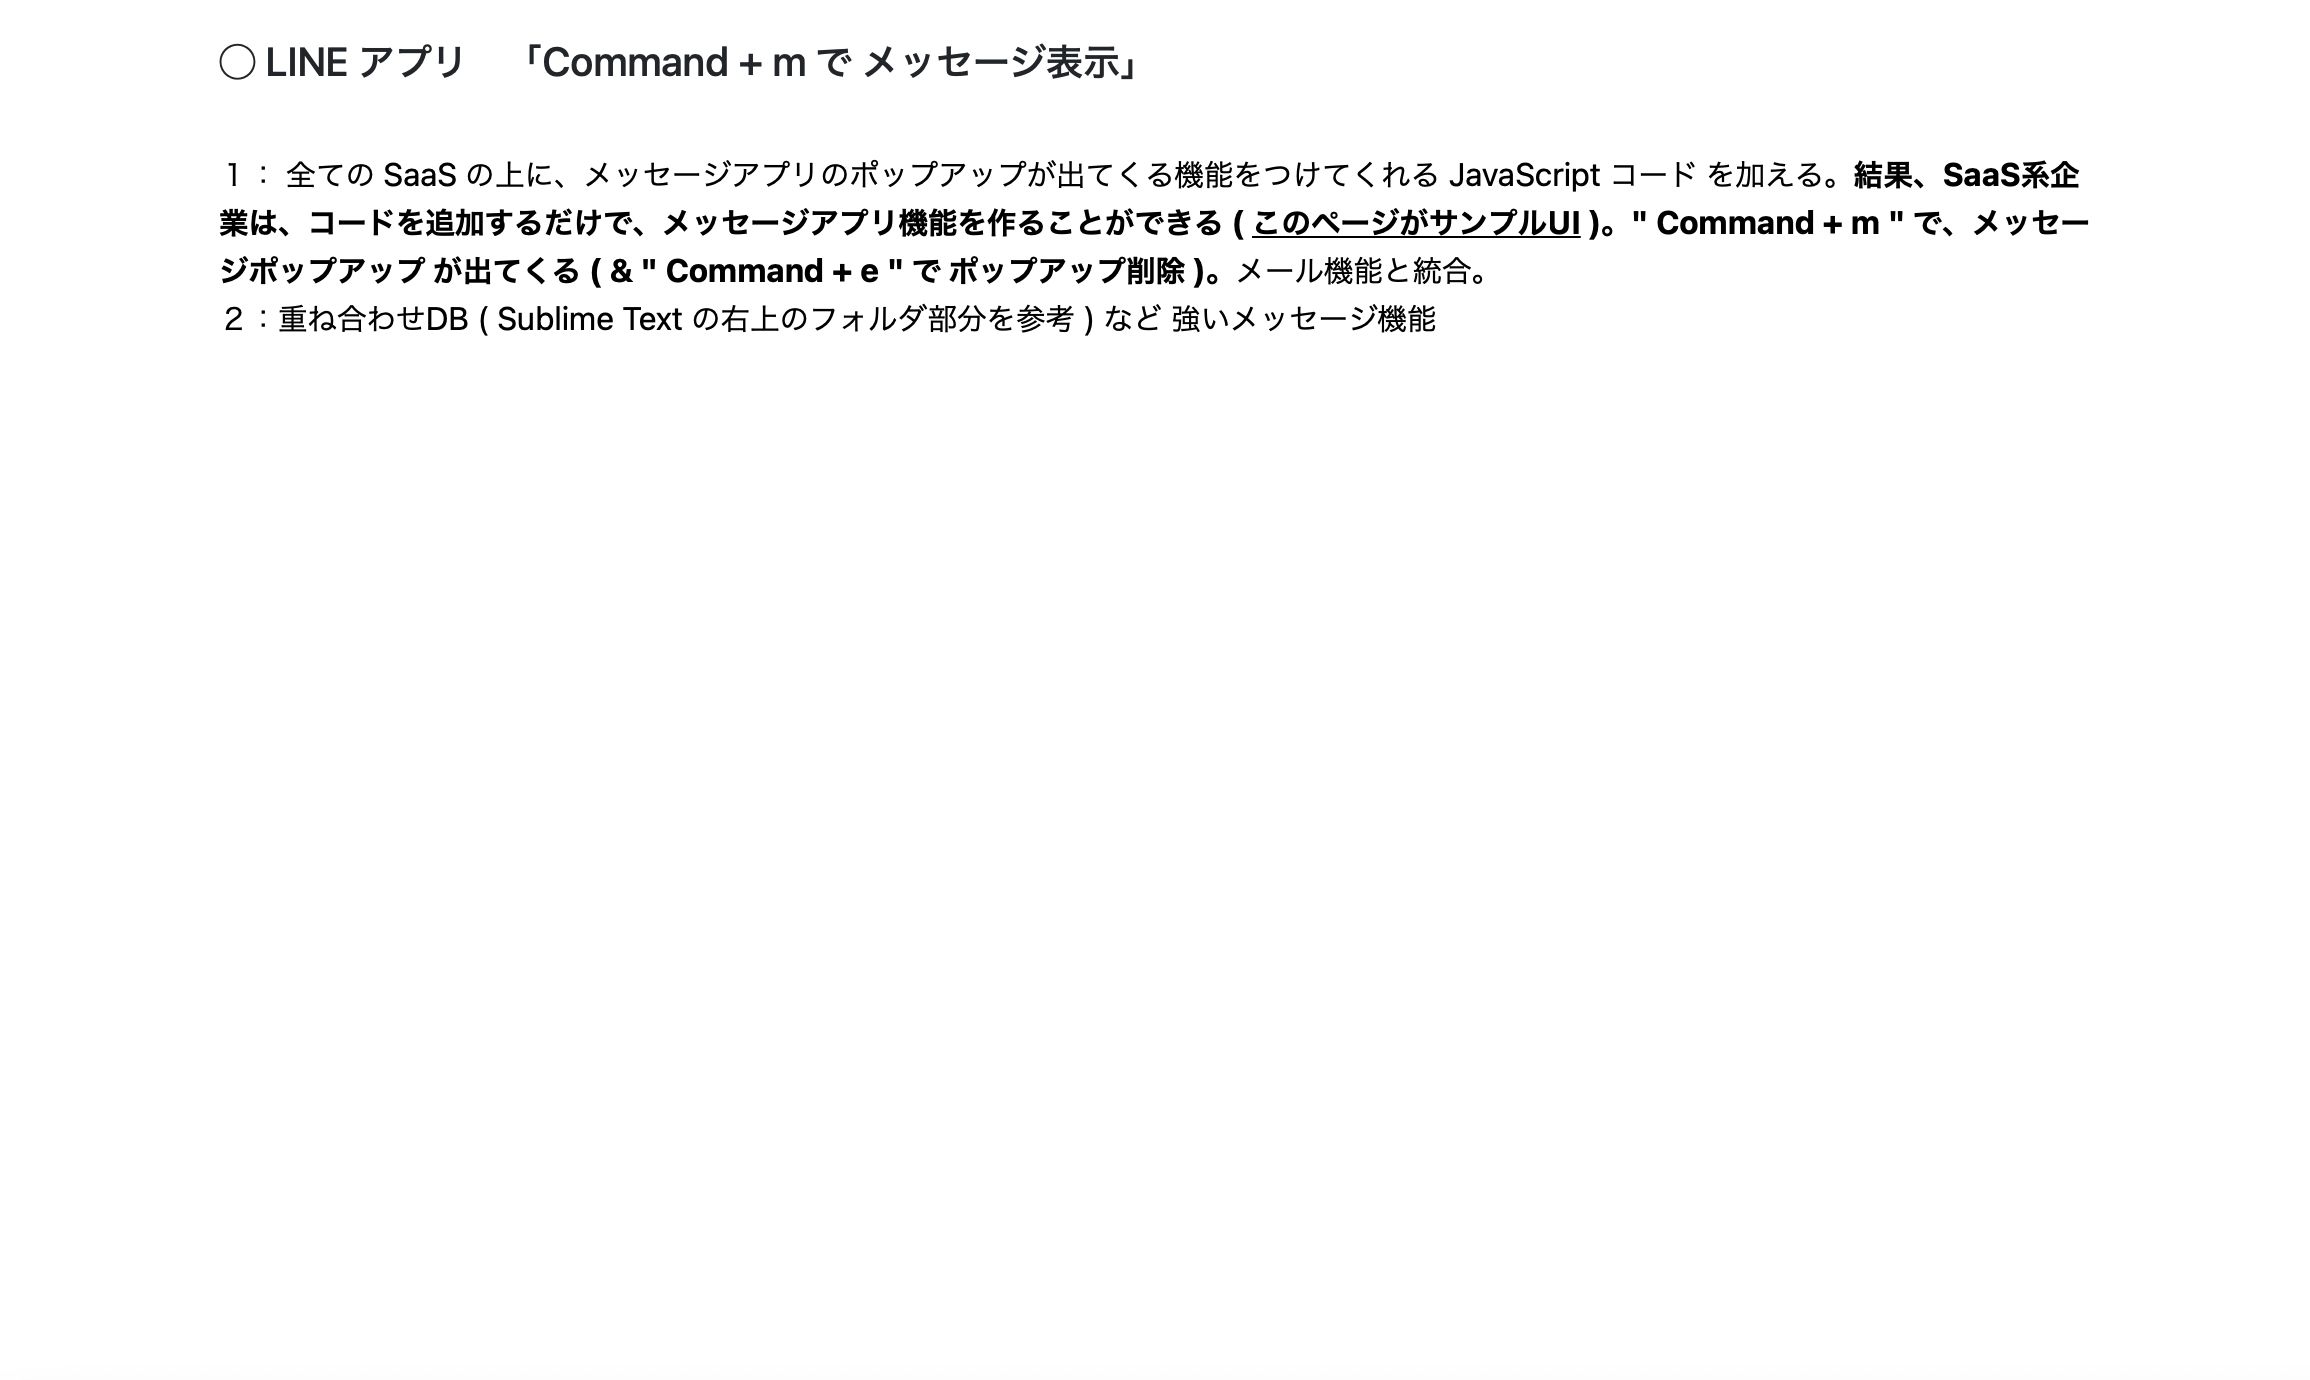 ◯ LINE アプリ　「Command + m で メッセージ表示」
１： 全ての SaaS の上に、メッセージアプリのポップアップが出てくる機能をつけてくれる JavaScript コード を加える。結果、SaaS系企
業は、コードを追加するだけで、メッセージアプリ機能を作ることができる ( このページがサンプルUI )。" Command + m " で、メッセー
ジポップアップ が出てくる ( & " Command + e " で ポップアップ削除 )。メール機能と統合。
２：重ね合わせDB ( Sublime Text の右上のフォルダ部分を参考 ) など 強いメッセージ機能